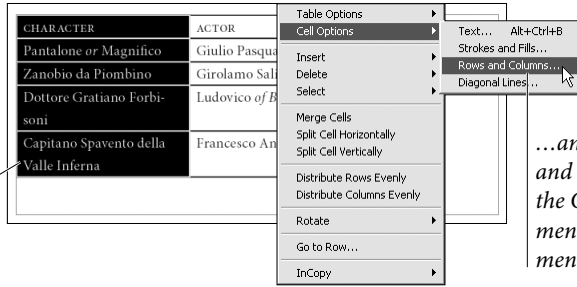 CHARACTER ACTOR
Pantalone or Magnifico Giulio Pasqua
Zanobio da Piombino Girolamo Sali
Dottore Gratiano Forbi- Ludovico of B
soni
Capitano Spavento della Francesco An
Valle Inferna
Table Options
Cell Options
Insert
Delete
Select
Merge Cells
Split Cell Horizontally
Split Cell Vertically
Distribute Rows Evenly
Distribute Columns Evenly
Rotate
Go to Row...
InCopy
Text... Alt+Ctrl+B
Strokes and Fills...
Rows and Columns...
Diagonal Lines...
…an
and
the C
men
men